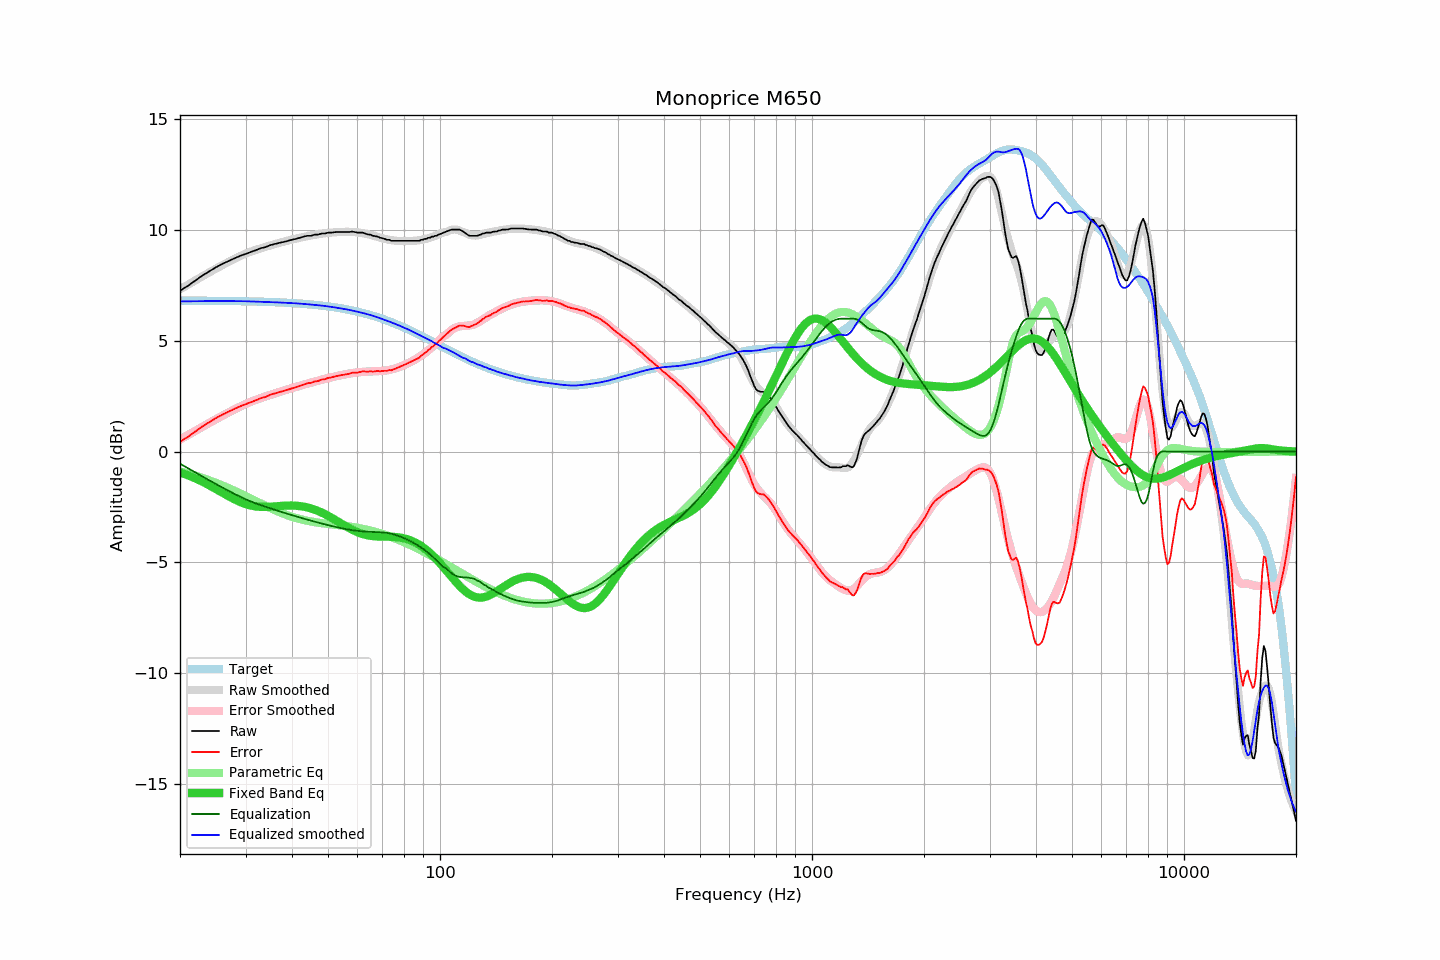 Monoprice M650
15
10
5
0
−5
−10
−15
Amplitude (dBr)
Target
Raw Smoothed
Error Smoothed
Raw
Error
Parametric Eq
Fixed Band Eq
Equalization
Equalized smoothed
100
1000
10000
Frequency (Hz)